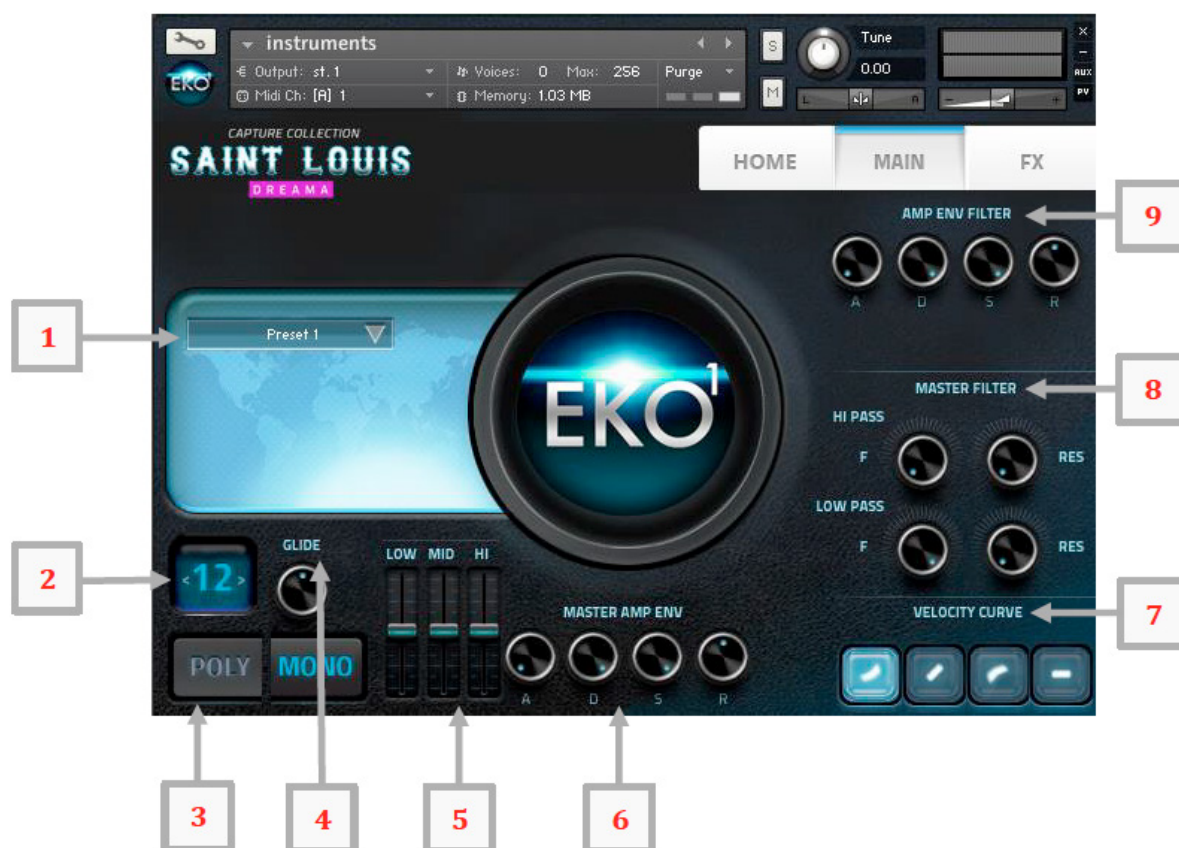 instruments
S
Tune
0.00
×
-
AUX
PV
EKO1
Output: st.1
Voices: 0 Max: 256
Purge
Midi Ch: [A] 1
Memory: 1.03 MB
M
L
R
-
+
CAPTURE COLLECTION
SAINT LOUIS
DREAMA
HOME
MAIN
FX
AMP ENV FILTER
9
A
D
S
R
1
Preset 1
EKO1
MASTER FILTER
8
HI PASS
F
RES
LOW PASS
F
RES
2
<12>
GLIDE
LOW
MID
HI
VELOCITY CURVE
7
MASTER AMP ENV
POLY
MONO
A
D
S
R
3
4
5
6